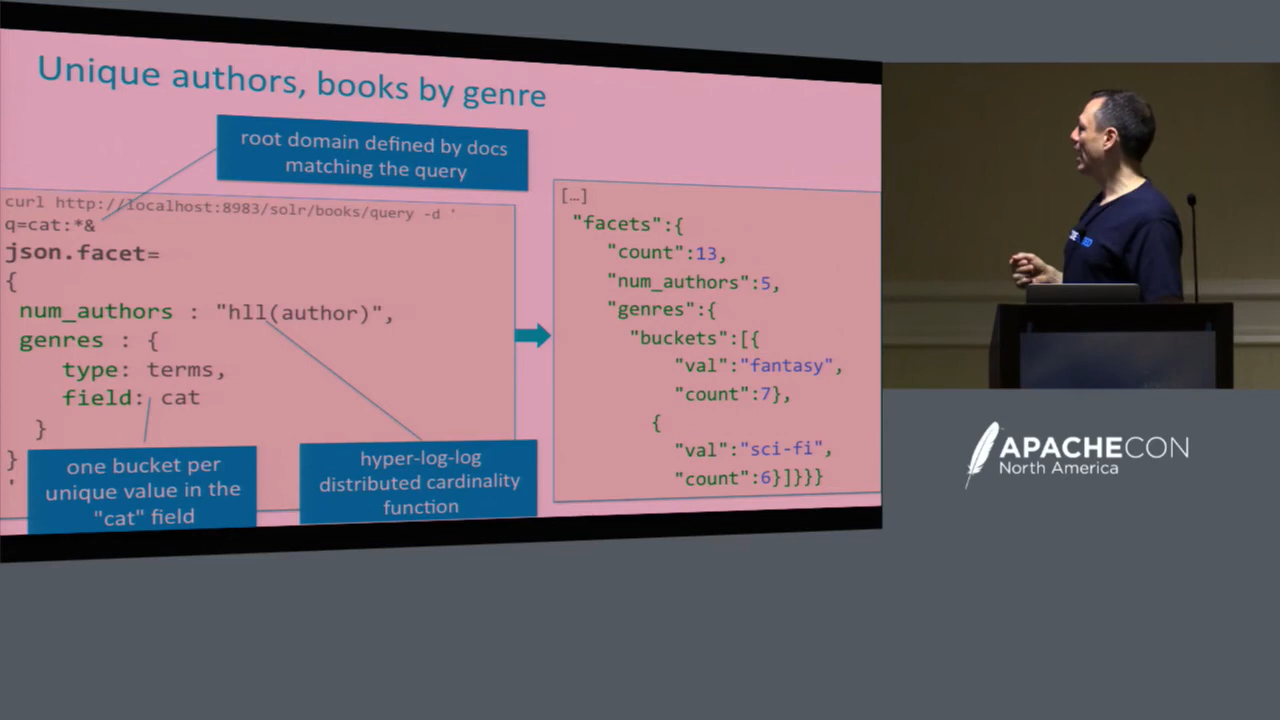 Unique authors, books by genre
root domain defined by docs
matching the query
curl http://localhost:8983/solr/books/query -d '
q=cat:*&
json.facet=
{
num_authors : "hll(author)",
genres : {
type: terms,
field: cat
}
}
'
one bucket per
unique value in the
"cat" field
hyper-log-log
distributed cardinality
function
[…]
"facets":{
"count":13,
"num_authors":5,
"genres":{
"buckets":[{
"val":"fantasy",
"count":7},
{
"val":"sci-fi",
"count":6}]}}}
APACHECON
North America